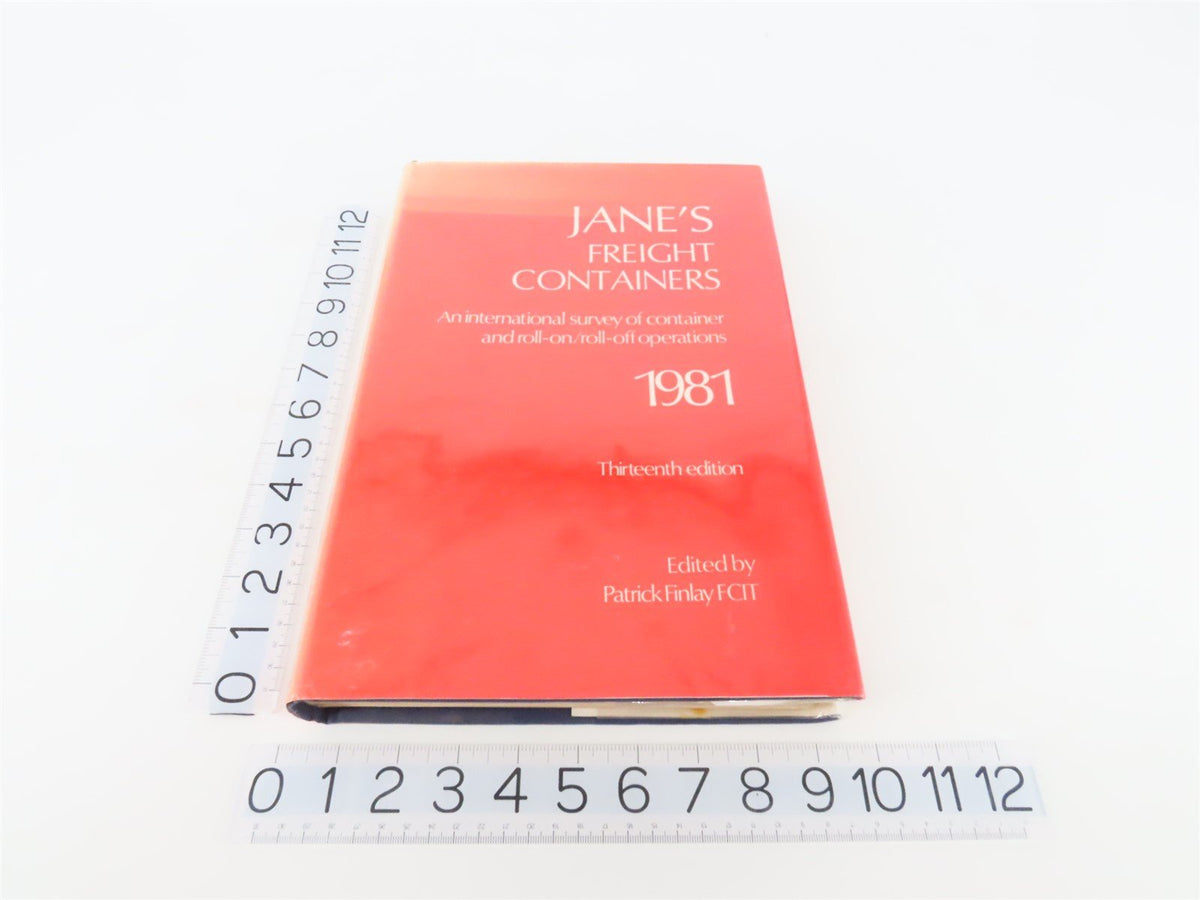 JANE'S
FREIGHT
CONTAINERS
An international survey of container
and roll-on/roll-off operations
1981
Thirteenth edition
Edited by
Patrick Finlay FCIT
0 1 2 3 4 5 6 7 8 9 10 11 12
0 1 2 3 4 5 6 7 8 9 10 11 12